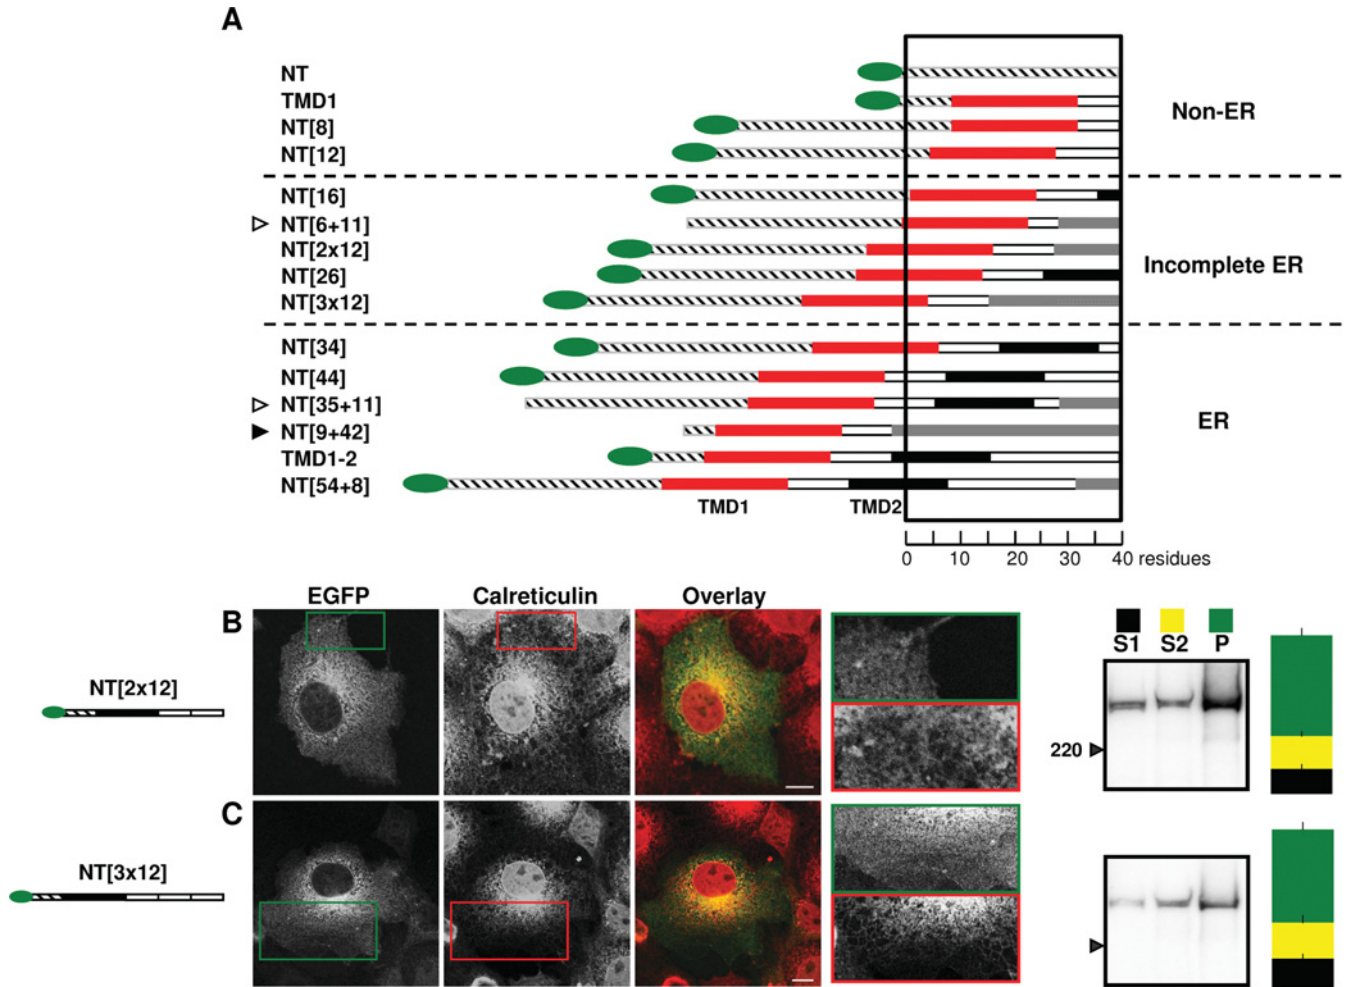 A
NT
TMD1
NT[8]
NT[12]
Non-ER
NT[16]
NT[6+11]
NT[2x12]
NT[26]
NT[3x12]
Incomplete ER
NT[34]
NT[44]
NT[35+11]
NT[9+42]
TMD1-2
NT[54+8]
ER
TMD1 TMD2
0 10 20 30 40 residues
EGFP Calreticulin Overlay
B
S1 S2 P
NT[2x12]
220
C
NT[3x12]